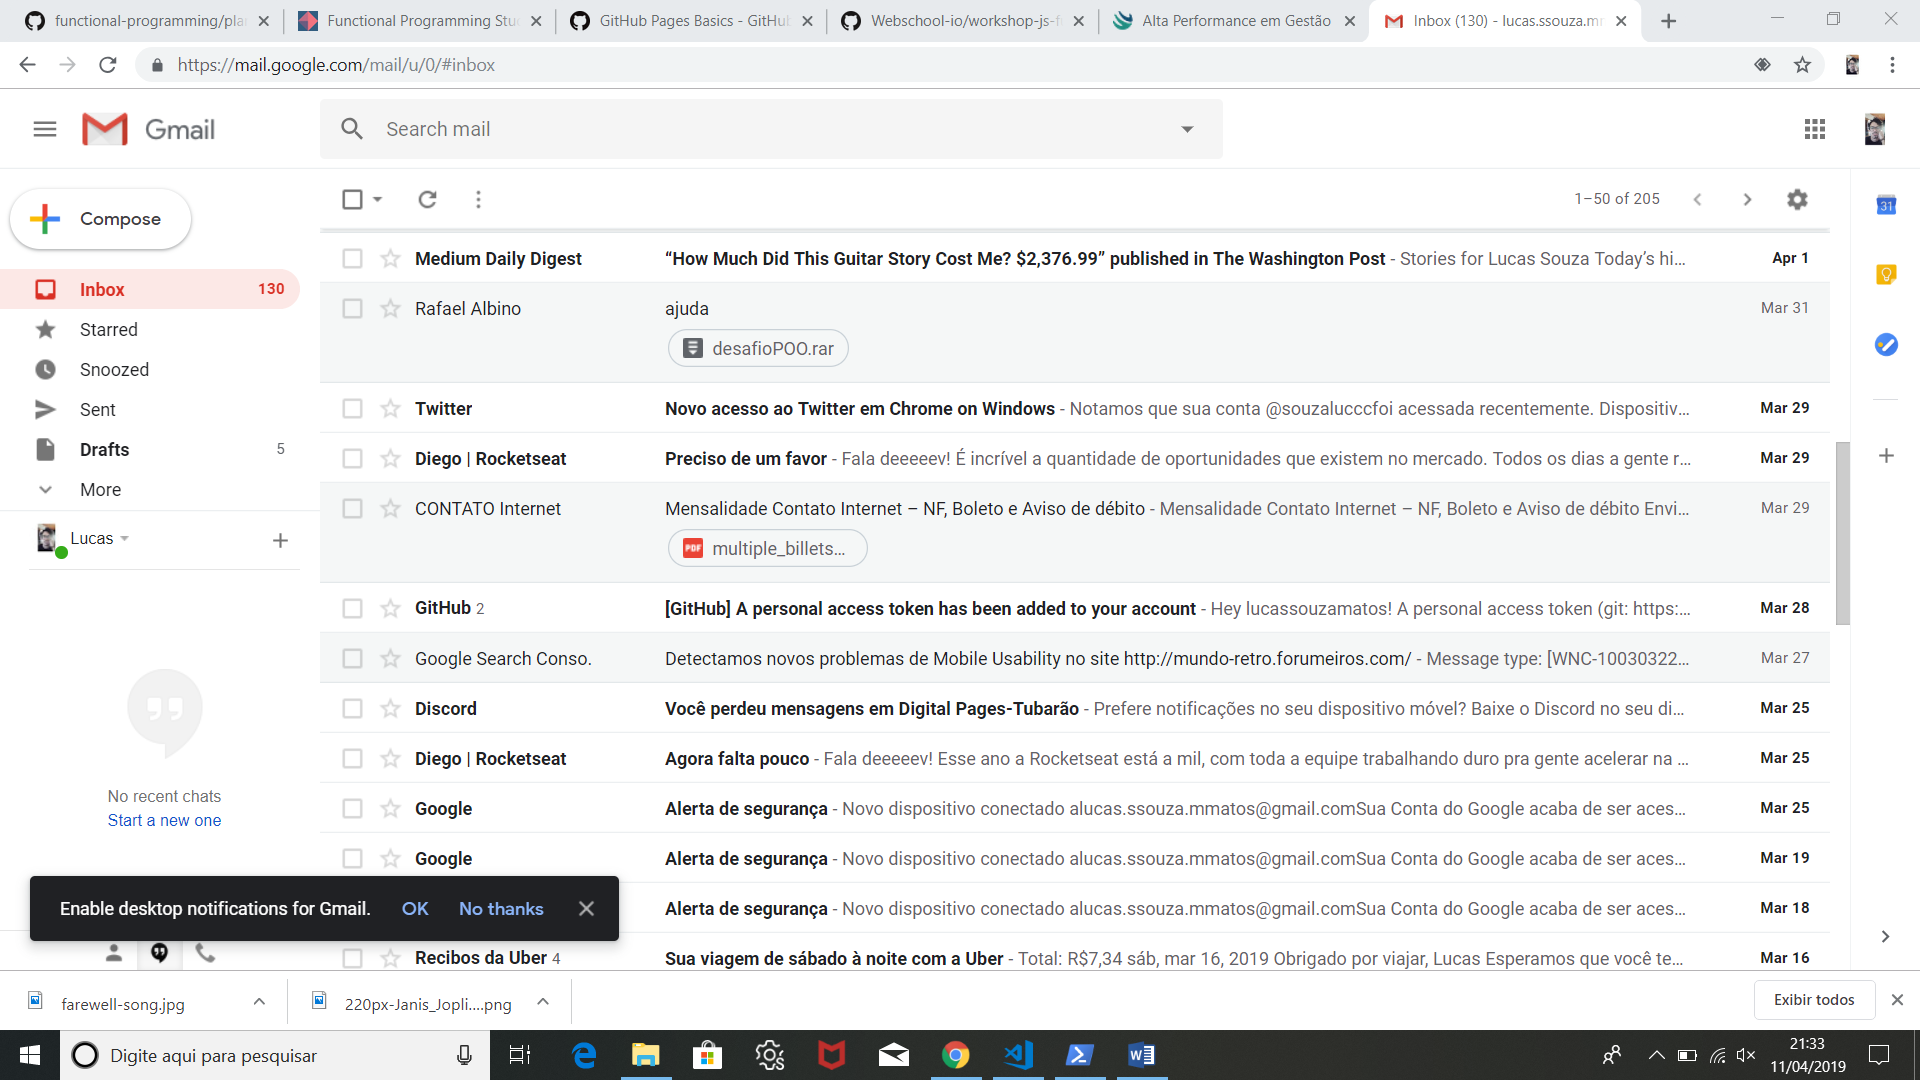 functional-programming/pla
Functional Programming Stu
GitHub Pages Basics - GitHub
Webschool-io/workshop-js-f
Alta Performance em Gestão
Inbox (130) - lucas.ssouza.m
https://mail.google.com/mail/u/0/#inbox
Gmail
Search mail
Compose
1–50 of 205
31
Inbox 130
Starred
Snoozed
Sent
Drafts 5
More
Lucas
No recent chats
Start a new one
Medium Daily Digest “How Much Did This Guitar Story Cost Me? $2,376.99” published in The Washington Post - Stories for Lucas Souza Today’s hi… Apr 1
Rafael Albino ajuda Mar 31
desafioPOO.rar
Twitter Novo acesso ao Twitter em Chrome on Windows - Notamos que sua conta @souzalucccfoi acessada recentemente. Dispositiv… Mar 29
Diego | Rocketseat Preciso de um favor - Fala deeeeev! É incrível a quantidade de oportunidades que existem no mercado. Todos os dias a gente r… Mar 29
CONTATO Internet Mensalidade Contato Internet – NF, Boleto e Aviso de débito - Mensalidade Contato Internet – NF, Boleto e Aviso de débito Envi… Mar 29
PDF multiple_billets…
GitHub 2 [GitHub] A personal access token has been added to your account - Hey lucassouzamatos! A personal access token (git: https:… Mar 28
Google Search Conso. Detectamos novos problemas de Mobile Usability no site http://mundo-retro.forumeiros.com/ - Message type: [WNC-10030322… Mar 27
Discord Você perdeu mensagens em Digital Pages-Tubarão - Prefere notificações no seu dispositivo móvel? Baixe o Discord no seu di… Mar 25
Diego | Rocketseat Agora falta pouco - Fala deeeeev! Esse ano a Rocketseat está a mil, com toda a equipe trabalhando duro pra gente acelerar na … Mar 25
Google Alerta de segurança - Novo dispositivo conectado alucas.ssouza.mmatos@gmail.comSua Conta do Google acaba de ser aces… Mar 25
Google Alerta de segurança - Novo dispositivo conectado alucas.ssouza.mmatos@gmail.comSua Conta do Google acaba de ser aces… Mar 19
Alerta de segurança - Novo dispositivo conectado alucas.ssouza.mmatos@gmail.comSua Conta do Google acaba de ser aces… Mar 18
Recibos da Uber 4 Sua viagem de sábado à noite com a Uber - Total: R$7,34 sáb, mar 16, 2019 Obrigado por viajar, Lucas Esperamos que você te… Mar 16
Enable desktop notifications for Gmail. OK No thanks
farewell-song.jpg
220px-Janis_Jopli....png
Exibir todos
Digite aqui para pesquisar
21:33
11/04/2019